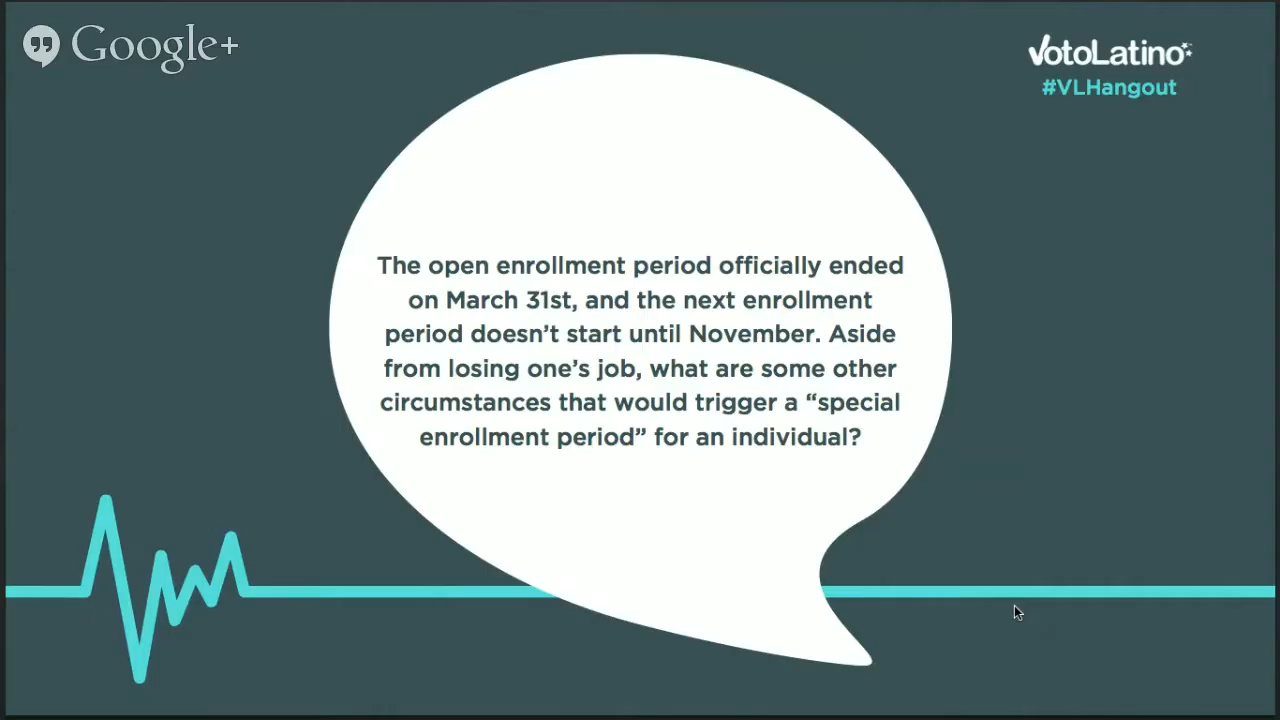 Google+
VotoLatino
#VLHangout
The open enrollment period officially ended
on March 31st, and the next enrollment
period doesn’t start until November. Aside
from losing one’s job, what are some other
circumstances that would trigger a “special
enrollment period” for an individual?